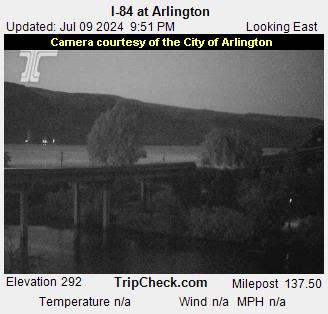 I-84 at Arlington
Updated: Jul 09 2024 9:51 PM Looking East
Camera courtesy of the City of Arlington
Elevation 292 TripCheck.com Milepost 137.50
Temperature n/a Wind n/a MPH n/a